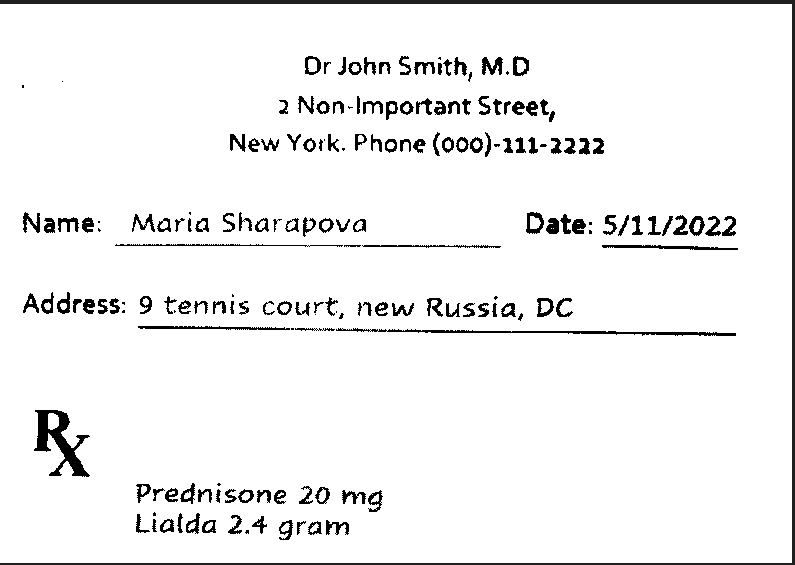 Dr John Smith, M.D
2 Non-Important Street,
New York. Phone (000)-111-2222
Name: Maria Sharapova Date: 5/11/2022
Address: 9 tennis court, new Russia, DC
Rx
Prednisone 20 mg
Lialda 2.4 gram